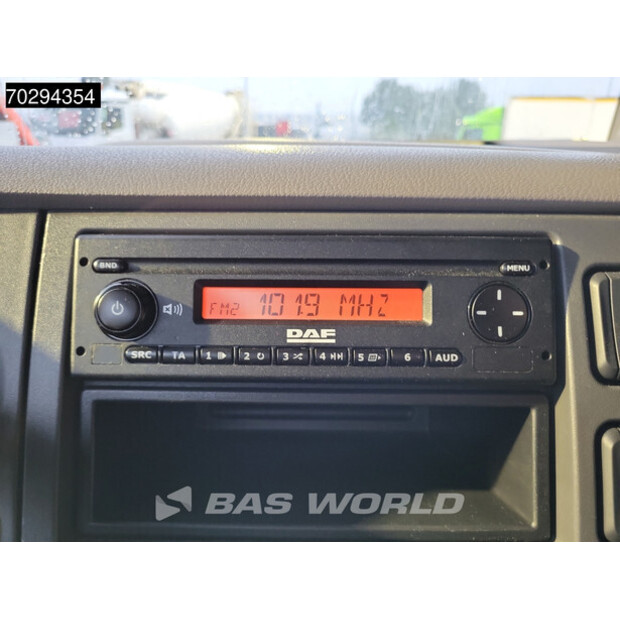 70294354
BND
MENU
FM2 101.9 MHZ
DAF
SRC TA 1 2 3 4 5 6 AUD
BAS WORLD